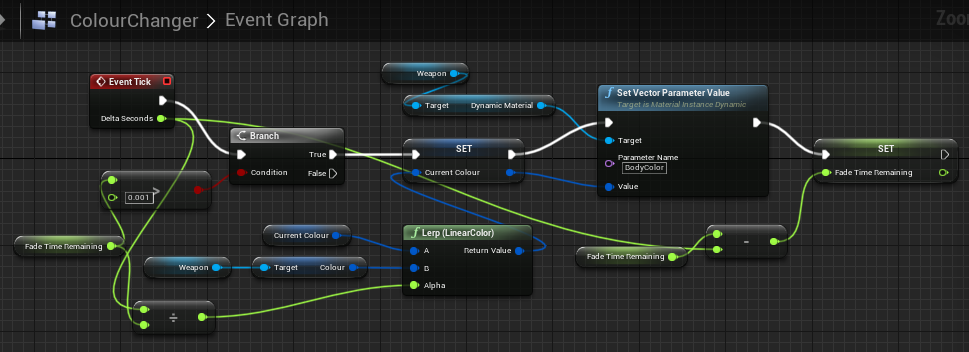 ColourChanger > Event Graph
Zoo
Weapon
Event Tick
Delta Seconds
Target Dynamic Material
Set Vector Parameter Value
Target is Material Instance Dynamic
Target
Parameter Name
BodyColor
Value
Branch
True
Condition False
SET
Current Colour
SET
Fade Time Remaining
>
0.001
Fade Time Remaining
Current Colour
Lerp (LinearColor)
A Return Value
B
Alpha
Weapon
Target Colour
Fade Time Remaining
-
÷